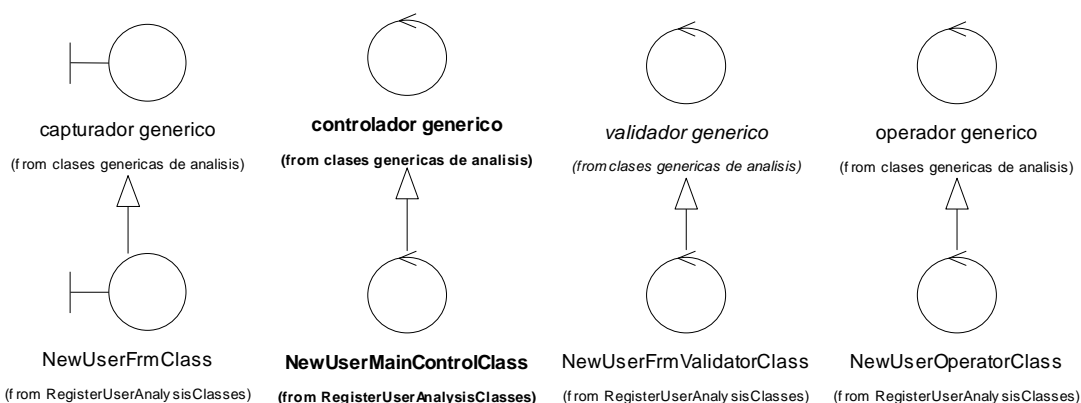 capturador generico
controlador generico
validador generico
operador generico
(from clases genericas de analisis)
(from clases genericas de analisis)
(from clases genericas de analisis)
(from clases genericas de analisis)
NewUserFrmClass
NewUserMainControlClass
NewUserFrmValidatorClass
NewUserOperatorClass
(from RegisterUserAnalysisClasses)
(from RegisterUserAnalysisClasses)
(from RegisterUserAnalysisClasses)
(from RegisterUserAnalysisClasses)